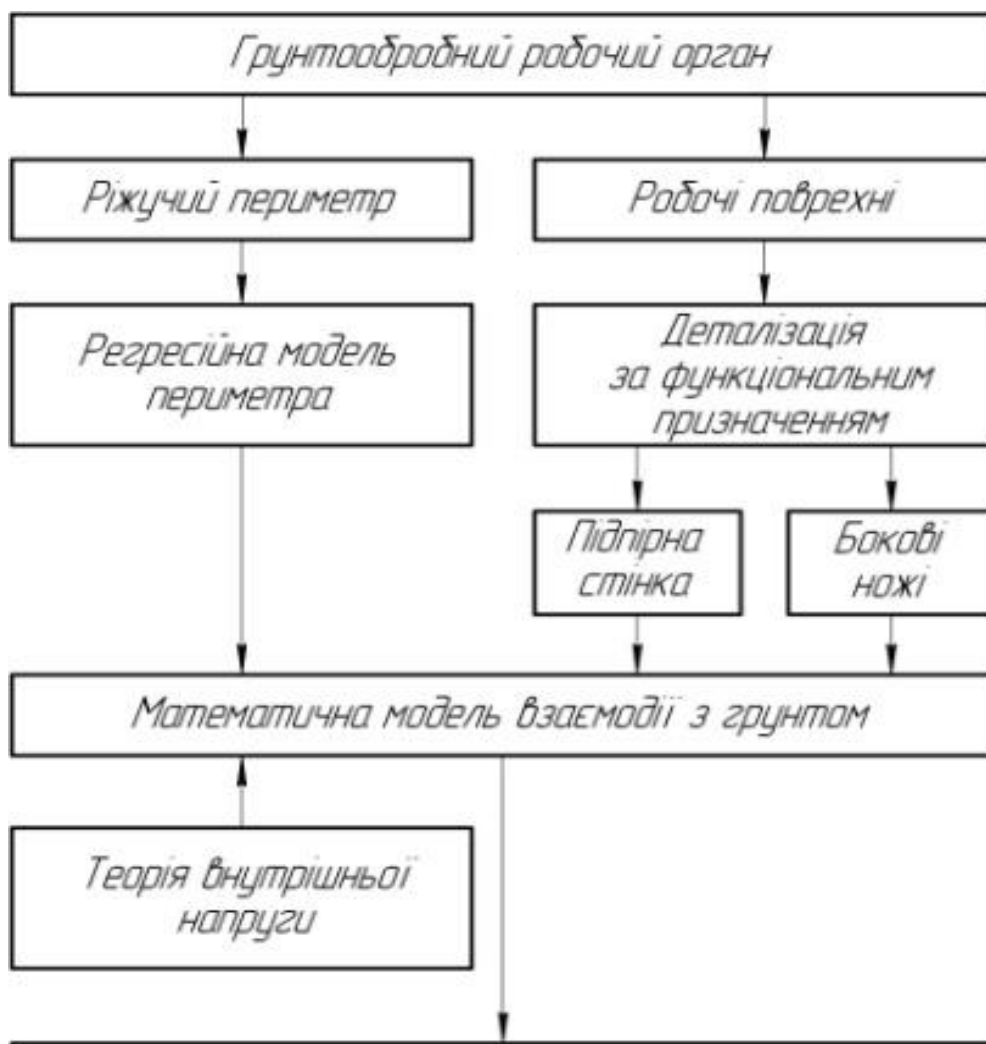 Грунтообробний робочий орган
Ріжучий периметр
Робочі поврехні
Регресійна модель
периметра
Деталізація
за функціональним
призначенням
Підпірна
стінка
Бокові
ножі
Математична модель взаємодії з грунтом
Теорія внутрішньої
напруги